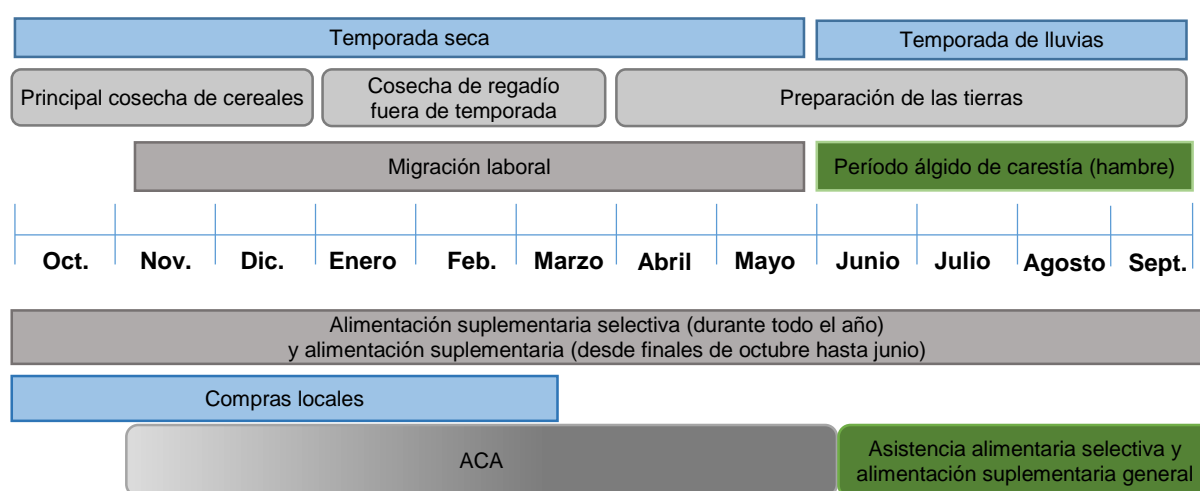 Temporada seca
Temporada de lluvias
Principal cosecha de cereales
Cosecha de regadío
fuera de temporada
Preparación de las tierras
Migración laboral
Período álgido de carestía (hambre)
Oct.
Nov.
Dic.
Enero
Feb.
Marzo
Abril
Mayo
Junio
Julio
Agosto
Sept.
Alimentación suplementaria selectiva (durante todo el año)
y alimentación suplementaria (desde finales de octubre hasta junio)
Compras locales
ACA
Asistencia alimentaria selectiva y
alimentación suplementaria general